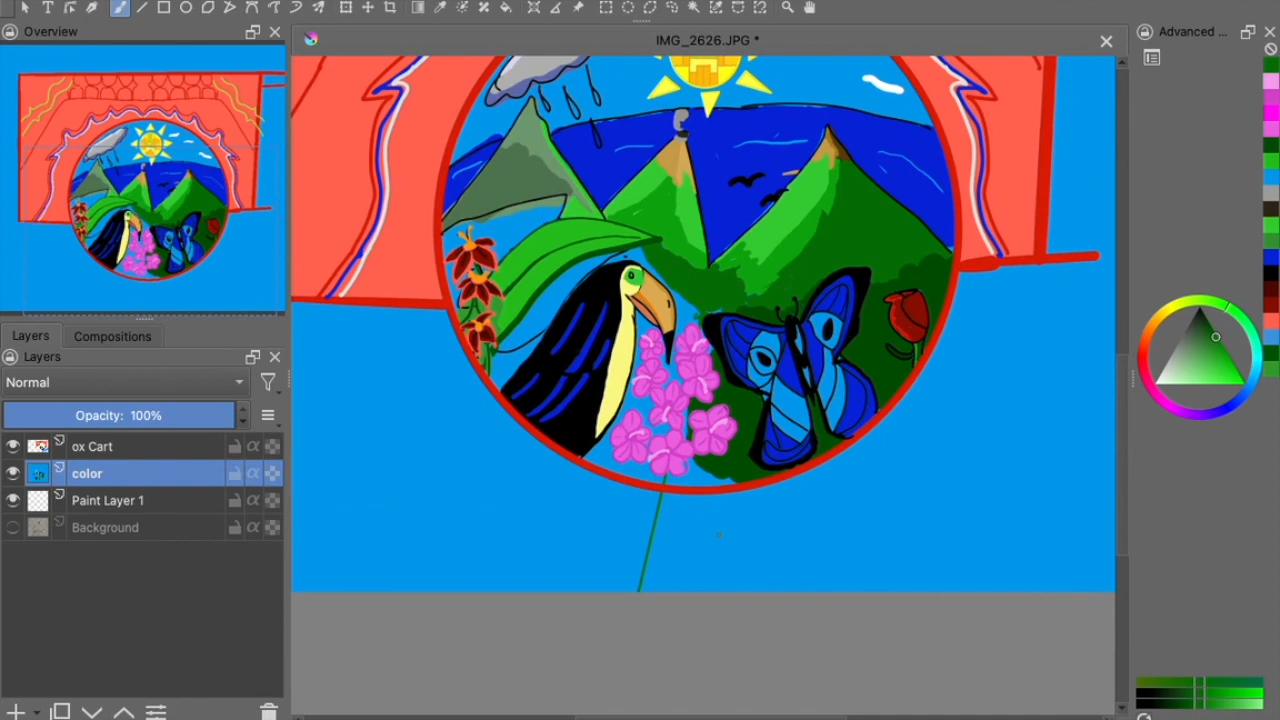 Overview
IMG_2626.JPG *
Advanced ...
Layers
Compositions
Layers
Normal
Opacity: 100%
ox Cart
color
Paint Layer 1
Background